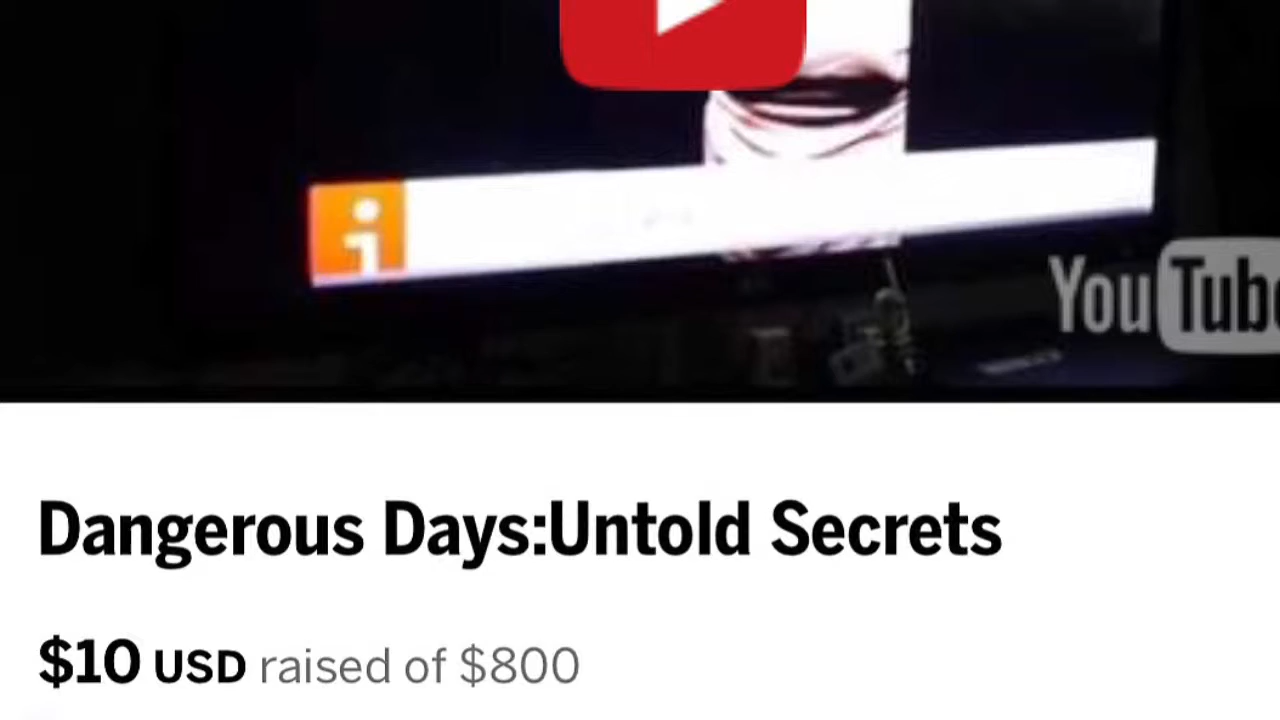 i
YouTube
Dangerous Days:Untold Secrets
$10 USD raised of $800